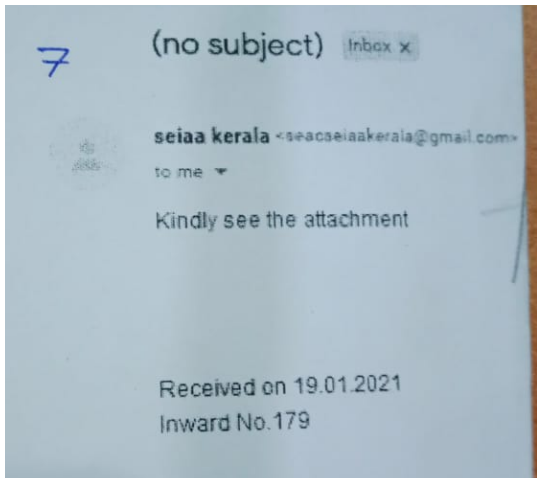 7
(no subject) Inbox x
seiaa kerala <seacseiaakerala@gmail.com>
to me
Kindly see the attachment
Received on 19.01.2021
Inward No.179